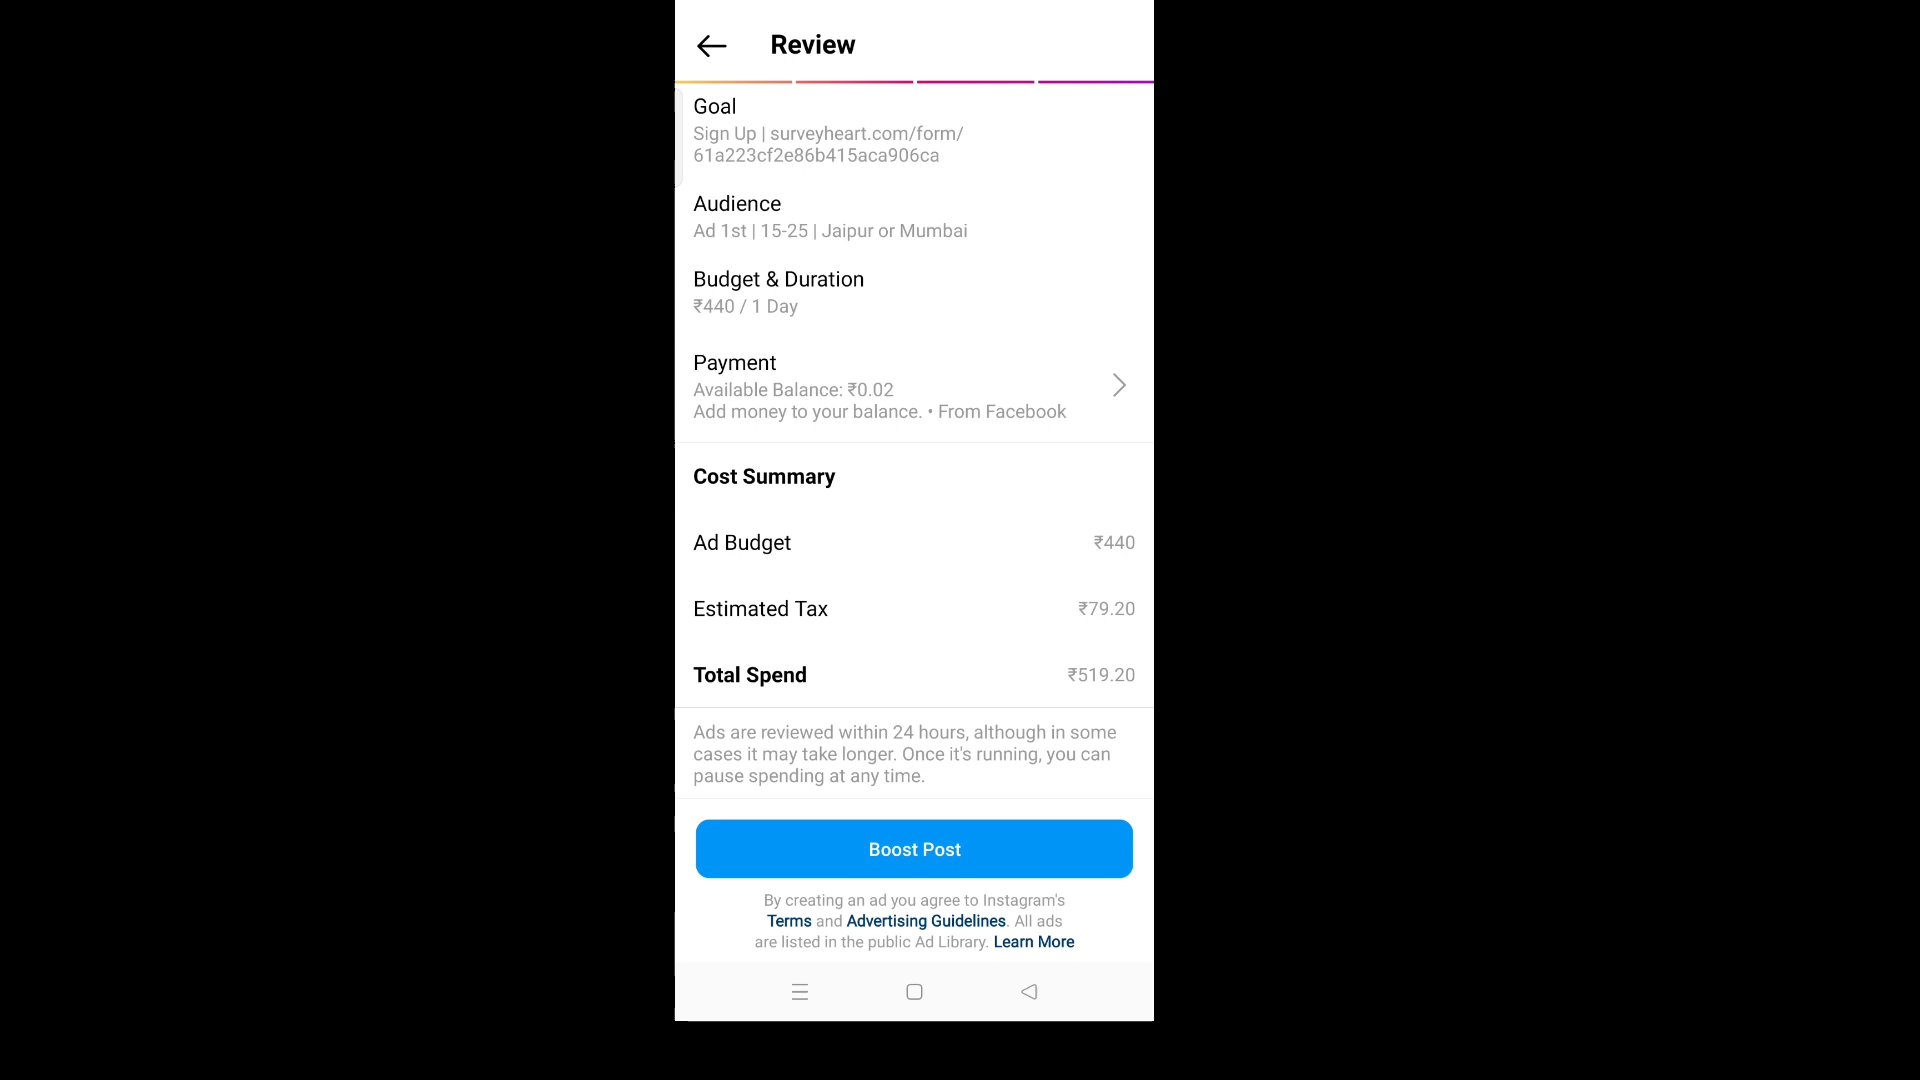 Review
Goal
Sign Up | surveyheart.com/form/
61a223cf2e86b415aca906ca
Audience
Ad 1st | 15-25 | Jaipur or Mumbai
Budget & Duration
₹440 / 1 Day
Payment
Available Balance: ₹0.02
Add money to your balance. • From Facebook
Cost Summary
Ad Budget ₹440
Estimated Tax ₹79.20
Total Spend ₹519.20
Ads are reviewed within 24 hours, although in some
cases it may take longer. Once it's running, you can
pause spending at any time.
Boost Post
By creating an ad you agree to Instagram's
Terms and Advertising Guidelines. All ads
are listed in the public Ad Library. Learn More